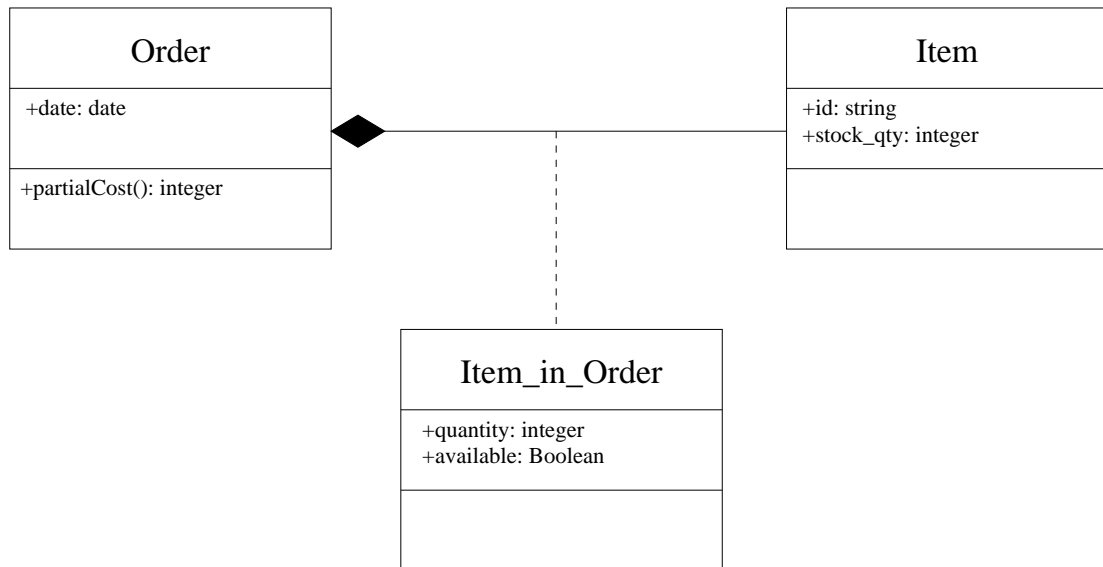 Order
+date: date
+partialCost(): integer
Item
+id: string
+stock_qty: integer
Item_in_Order
+quantity: integer
+available: Boolean